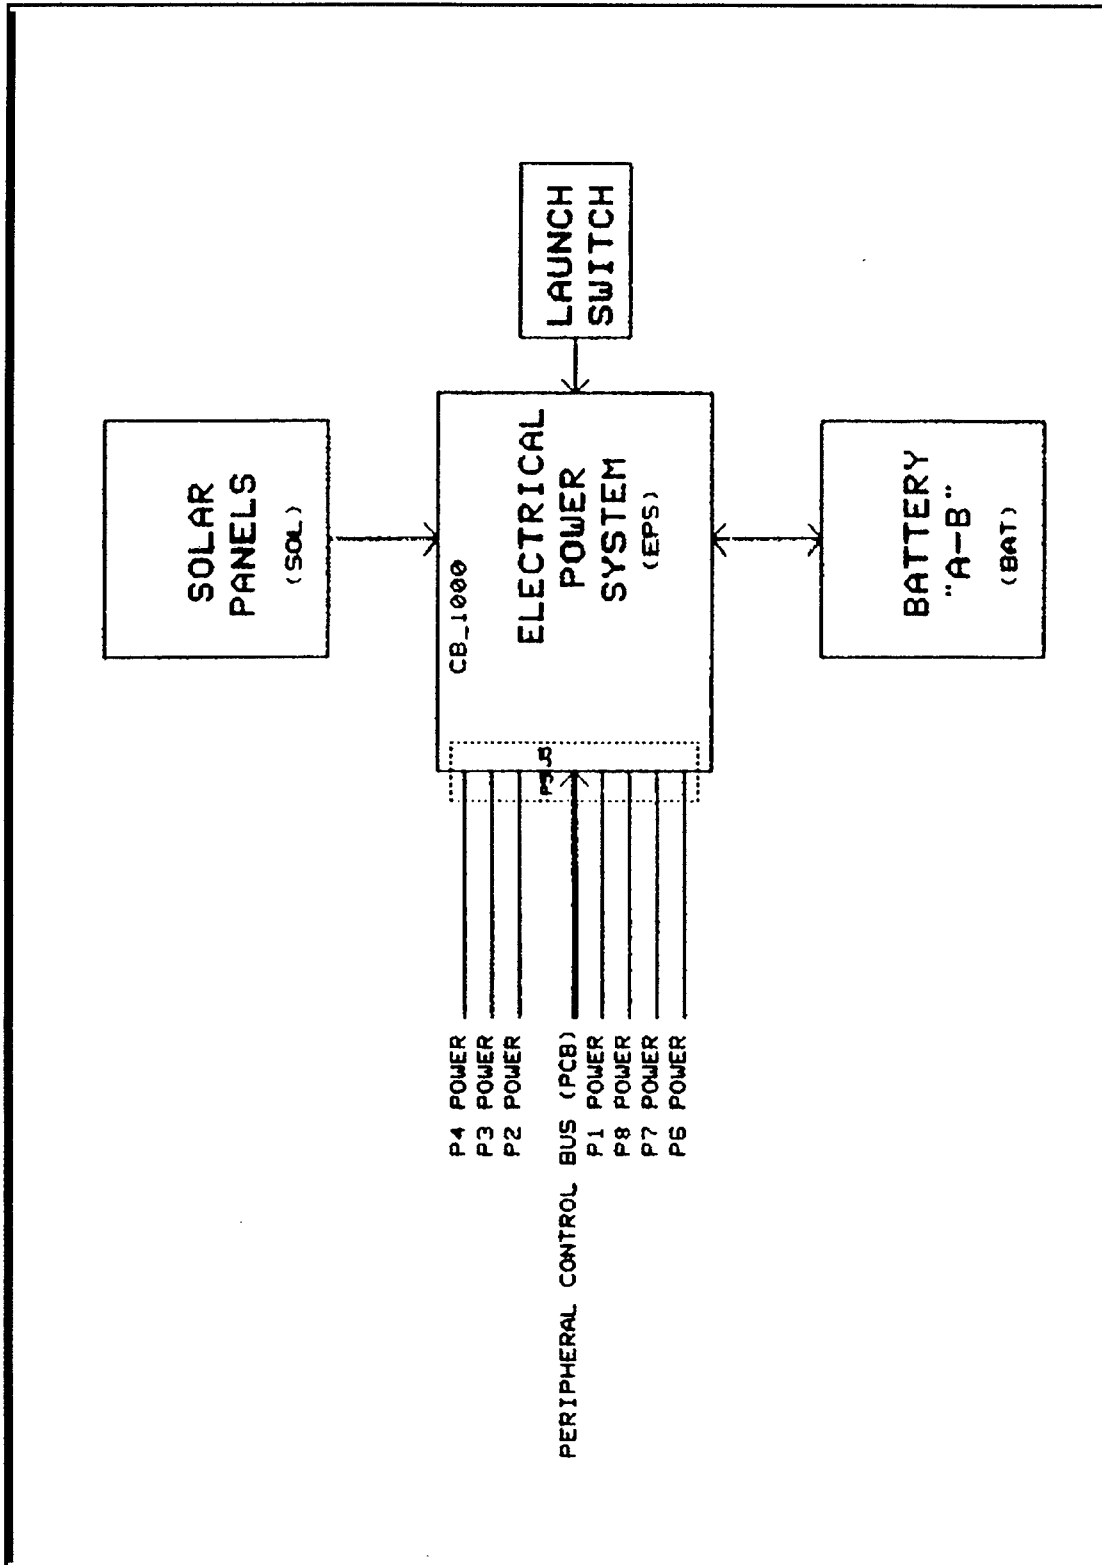 SOLAR
PANELS
(SOL)
CB_1000
ELECTRICAL
POWER
SYSTEM
(EPS)
LAUNCH
SWITCH
P4 POWER
P3 POWER
P2 POWER
PERIPHERAL CONTROL BUS (PCB)
P1 POWER
P8 POWER
P7 POWER
P6 POWER
BATTERY
"A-B"
(BAT)